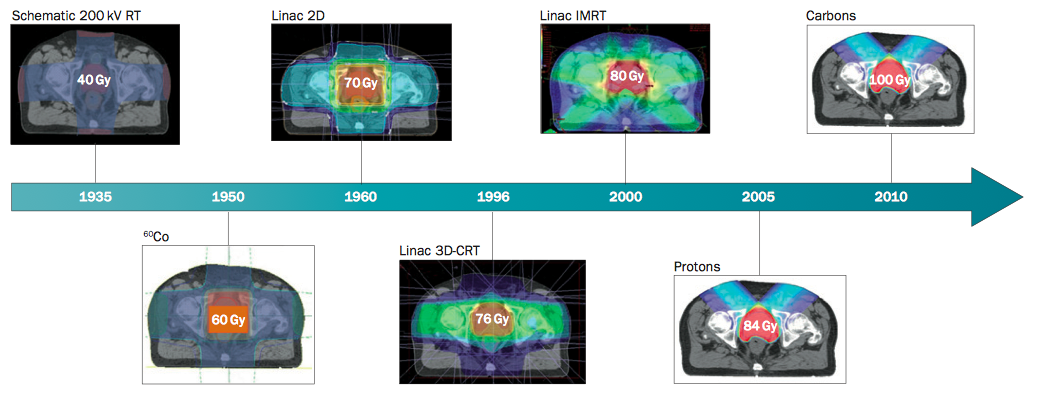 Schematic 200 kV RT
Linac 2D
Linac IMRT
Carbons
40 Gy
70 Gy
80 Gy
100 Gy
1935
1950
1960
1996
2000
2005
2010
⁶⁰Co
Linac 3D-CRT
Protons
60 Gy
76 Gy
84 Gy